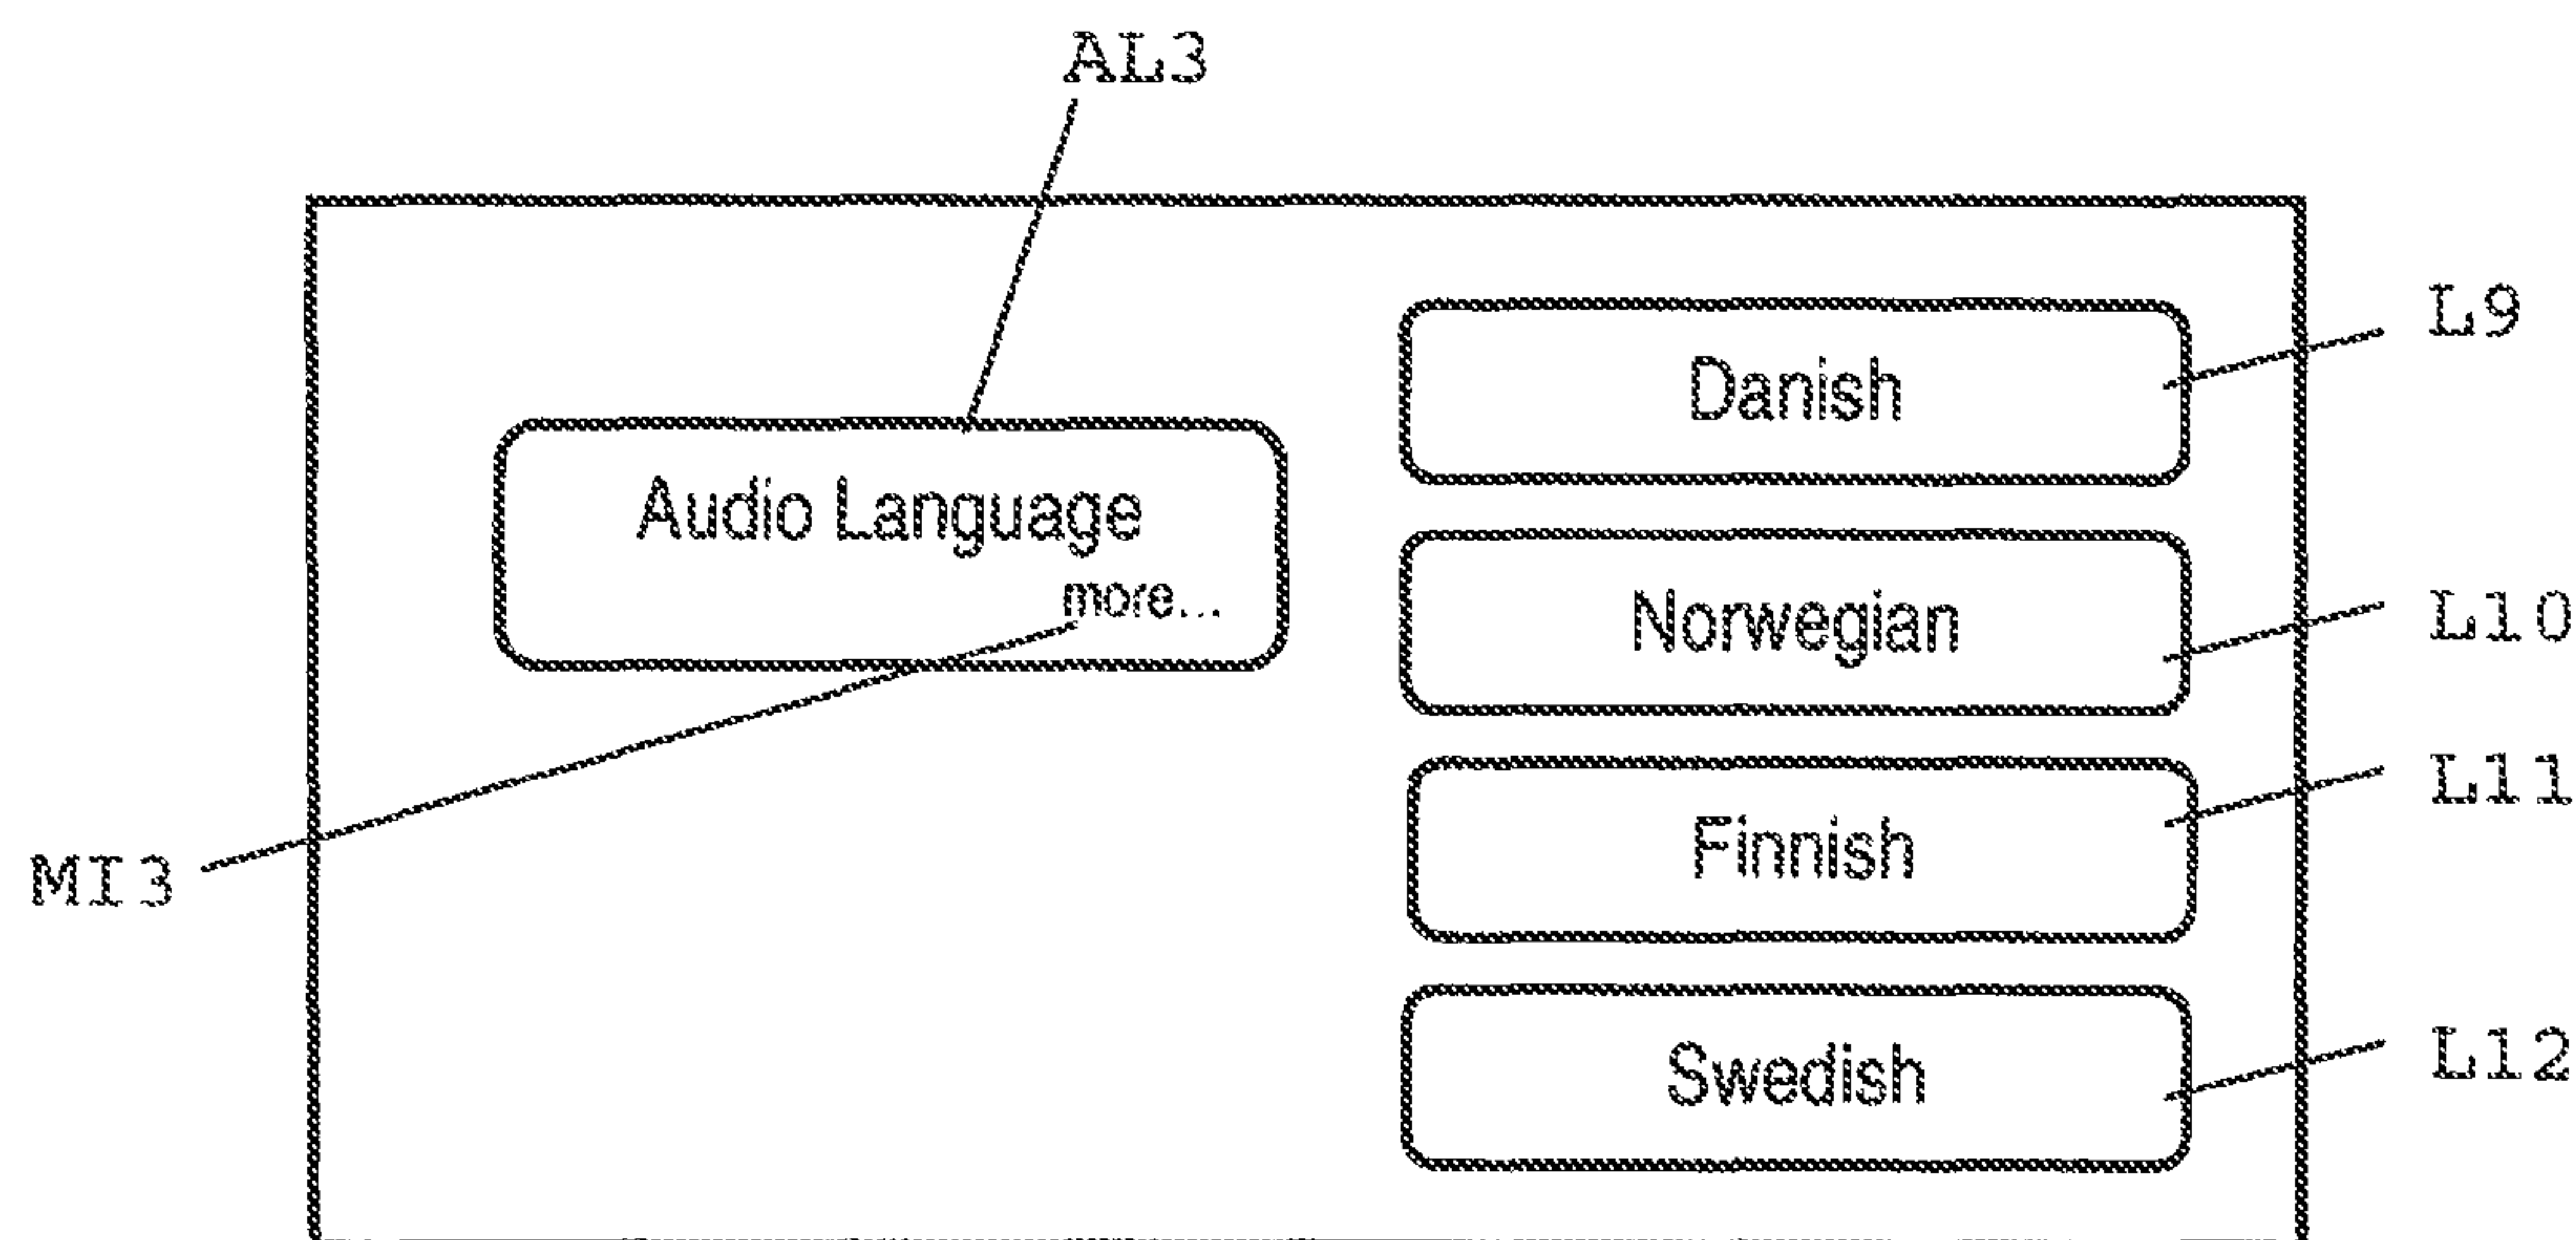 AL3
L9
Danish
Audio Language
more...
Norwegian
L10
L11
Finnish
MI3
Swedish
L12